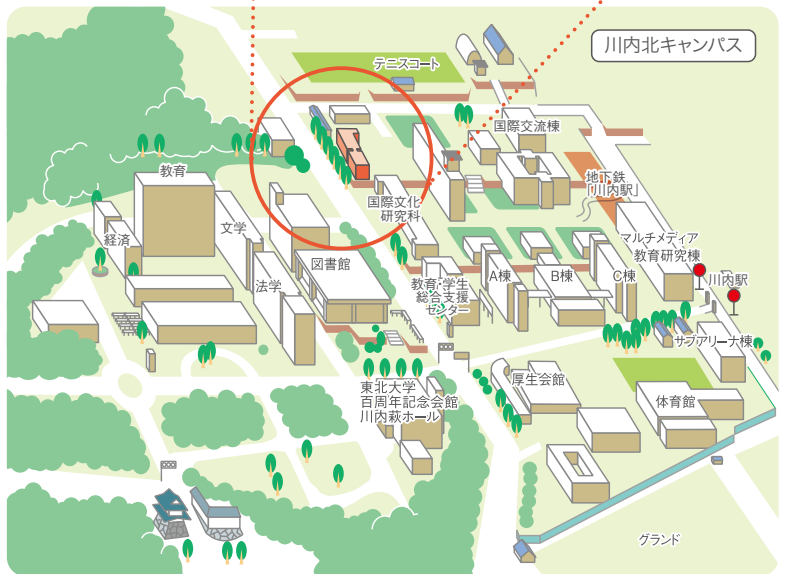 川内北キャンパス
テニスコート
国際交流棟
教育
地下鉄
「川内駅」
国際文化
研究科
文学
経済
マルチメディア
教育研究棟
図書館
法学
教育・学生
総合支援
センター
A棟
B棟
C棟
川内駅
サブアリーナ棟
東北大学
百周年記念会館
川内萩ホール
厚生会館
体育館
グランド